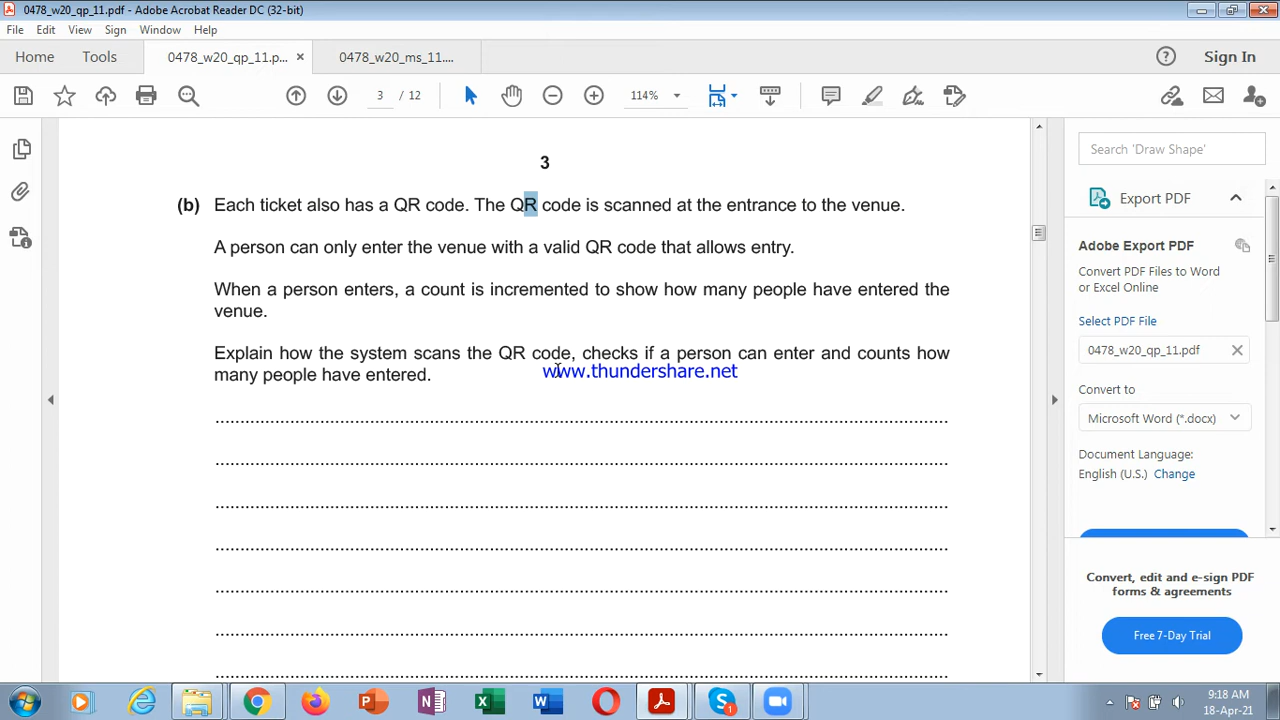 0478_w20_qp_11.pdf - Adobe Acrobat Reader DC (32-bit)
File Edit View Sign Window Help
Home Tools 0478_w20_qp_11.p... × 0478_w20_ms_11.... Sign In
3 / 12 114%
3
(b) Each ticket also has a QR code. The QR code is scanned at the entrance to the venue.
A person can only enter the venue with a valid QR code that allows entry.
When a person enters, a count is incremented to show how many people have entered the
venue.
Explain how the system scans the QR code, checks if a person can enter and counts how
many people have entered.
www.thundershare.net
Search 'Draw Shape'
Export PDF
Adobe Export PDF
Convert PDF Files to Word
or Excel Online
Select PDF File
0478_w20_qp_11.pdf
Convert to
Microsoft Word (*.docx)
Document Language:
English (U.S.) Change
Convert, edit and e-sign PDF
forms & agreements
Free 7-Day Trial
9:18 AM
18-Apr-21